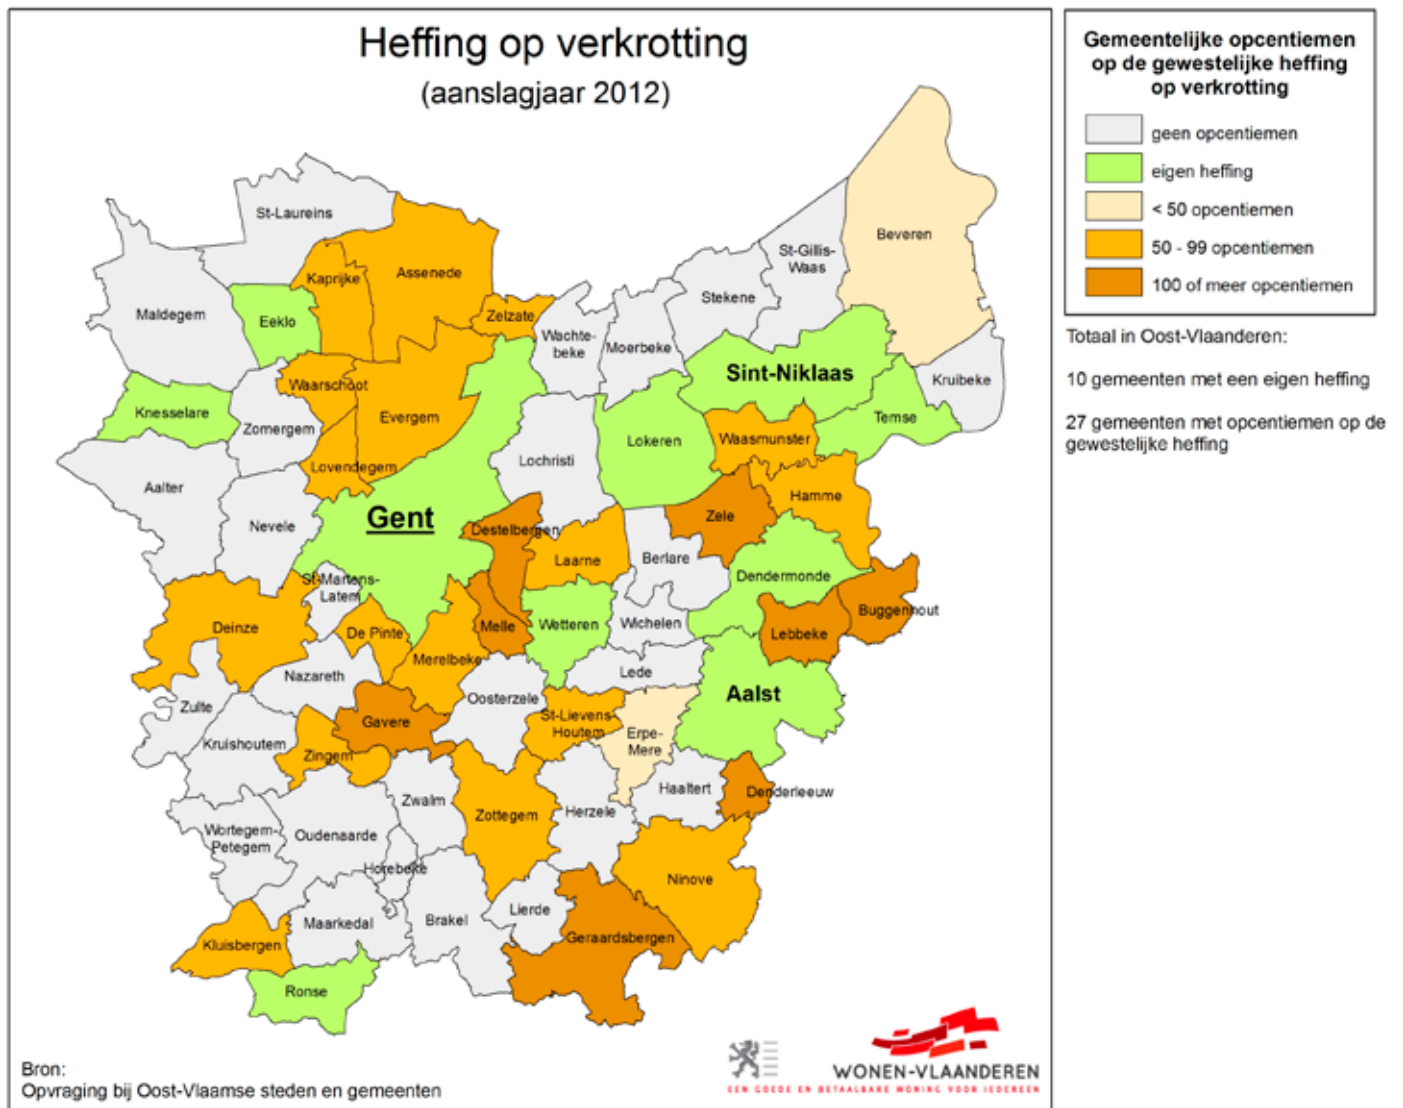 Heffing op verkrotting
(aanslagjaar 2012)
Gemeentelijke opcentiemen
op de gewestelijke heffing
op verkrotting
geen opcentiemen
eigen heffing
< 50 opcentiemen
50 - 99 opcentiemen
100 of meer opcentiemen
Totaal in Oost-Vlaanderen:
10 gemeenten met een eigen heffing
27 gemeenten met opcentiemen op de
gewestelijke heffing
St-Laureins
Beveren
St-Gillis-
Waas
Assenede
Kaprijke
Stekene
Maldegem
Eeklo
Zelzate
Wachte-
beke
Moerbeke
Sint-Niklaas
Kruibeke
Waarschoot
Knesselare
Evergem
Temse
Zomergem
Lokeren
Waasmunster
Lochristi
Lovendegem
Aalter
Hamme
Gent
Zele
Nevele
Destelbergen
Laarne
Berlare
Dendermonde
St-Martens-
Latem
Buggenhout
Deinze
De Pinte
Melle
Wetteren
Wichelen
Lebbeke
Merelbeke
Nazareth
Lede
Oosterzele
Aalst
Zulte
Gavere
St-Lievens-
Houtem
Erpe-
Mere
Kruishoutem
Zingem
Haaltert
Denderleeuw
Zwalm
Zottegem
Herzele
Wortegem-
Petegem
Oudenaarde
Horebeke
Ninove
Lierde
Maarkedal
Brakel
Geraardsbergen
Kluisbergen
Ronse
Bron:
Opvraging bij Oost-Vlaamse steden en gemeenten
WONEN-VLAANDEREN
EEN GOEDE EN BETAALBARE WONING VOOR IEDEREEN